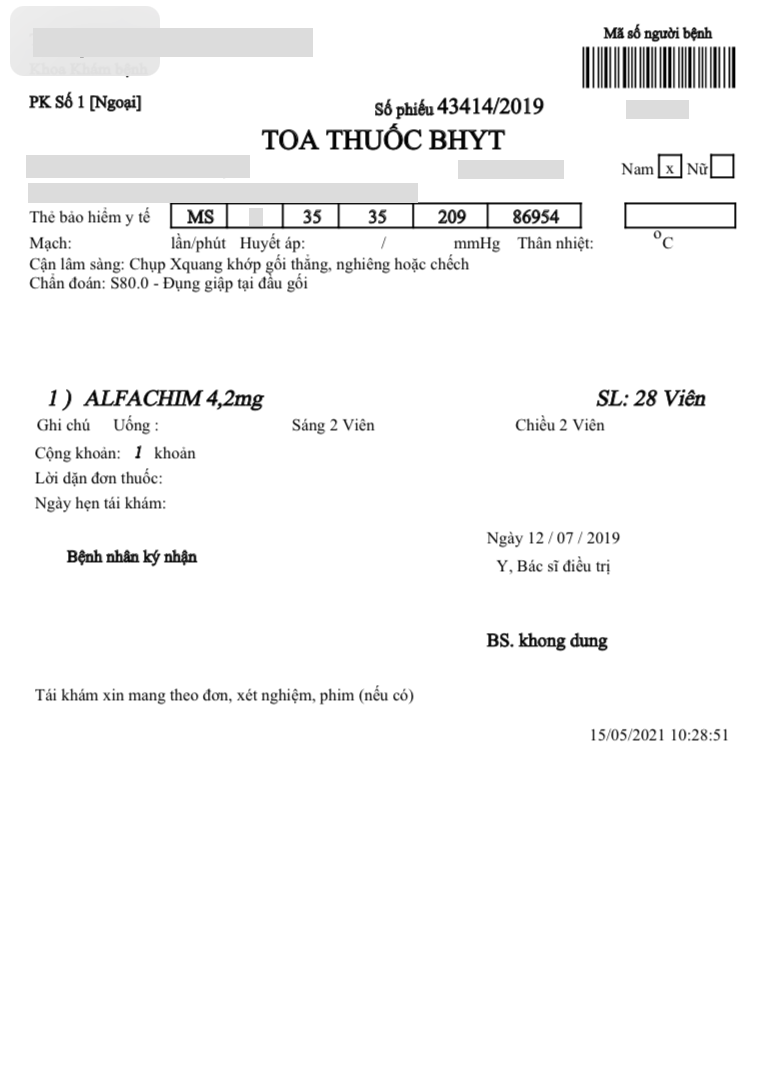 Mã số người bệnh
Khoa Khám bệnh
PK Số 1 [Ngoại]
Số phiếu 43414/2019
TOA THUỐC BHYT
Nam x Nữ
Thẻ bảo hiểm y tế MS 35 35 209 86954
Mạch: lần/phút Huyết áp: / mmHg Thân nhiệt: °C
Cận lâm sàng: Chụp Xquang khớp gối thẳng, nghiêng hoặc chếch
Chẩn đoán: S80.0 - Đụng giập tại đầu gối
1 ) ALFACHIM 4,2mg SL: 28 Viên
Ghi chú Uống : Sáng 2 Viên Chiều 2 Viên
Cộng khoản: 1 khoản
Lời dặn đơn thuốc:
Ngày hẹn tái khám:
Ngày 12 / 07 / 2019
Bệnh nhân ký nhận
Y, Bác sĩ điều trị
BS. khong dung
Tái khám xin mang theo đơn, xét nghiệm, phim (nếu có)
15/05/2021 10:28:51